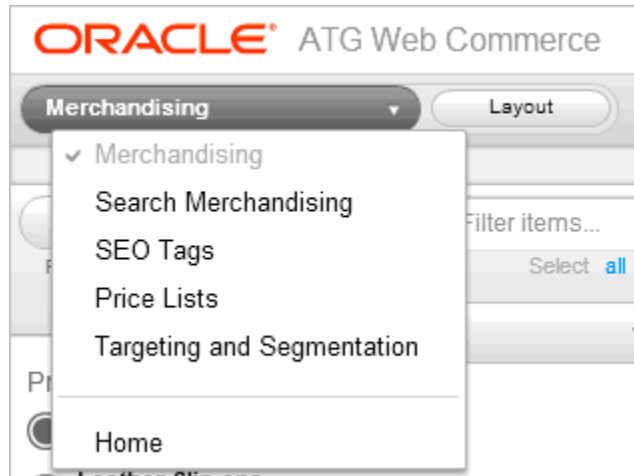 ORACLE® ATG Web Commerce
Merchandising Layout
Merchandising
Search Merchandising
Filter items...
SEO Tags
Select all
Price Lists
Targeting and Segmentation
Home